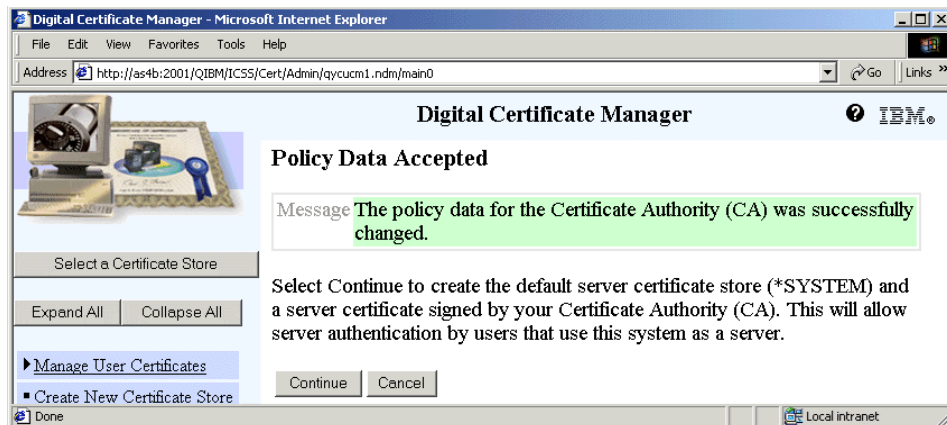 Digital Certificate Manager - Microsoft Internet Explorer
File Edit View Favorites Tools Help
Address http://as4b:2001/QIBM/ICSS/Cert/Admin/qycucm1.ndm/main0 Go Links »
Digital Certificate Manager
IBM®
Policy Data Accepted
Message The policy data for the Certificate Authority (CA) was successfully
changed.
Select a Certificate Store
Expand All Collapse All
Manage User Certificates
Create New Certificate Store
Select Continue to create the default server certificate store (*SYSTEM) and
a server certificate signed by your Certificate Authority (CA). This will allow
server authentication by users that use this system as a server.
Continue Cancel
Done Local intranet